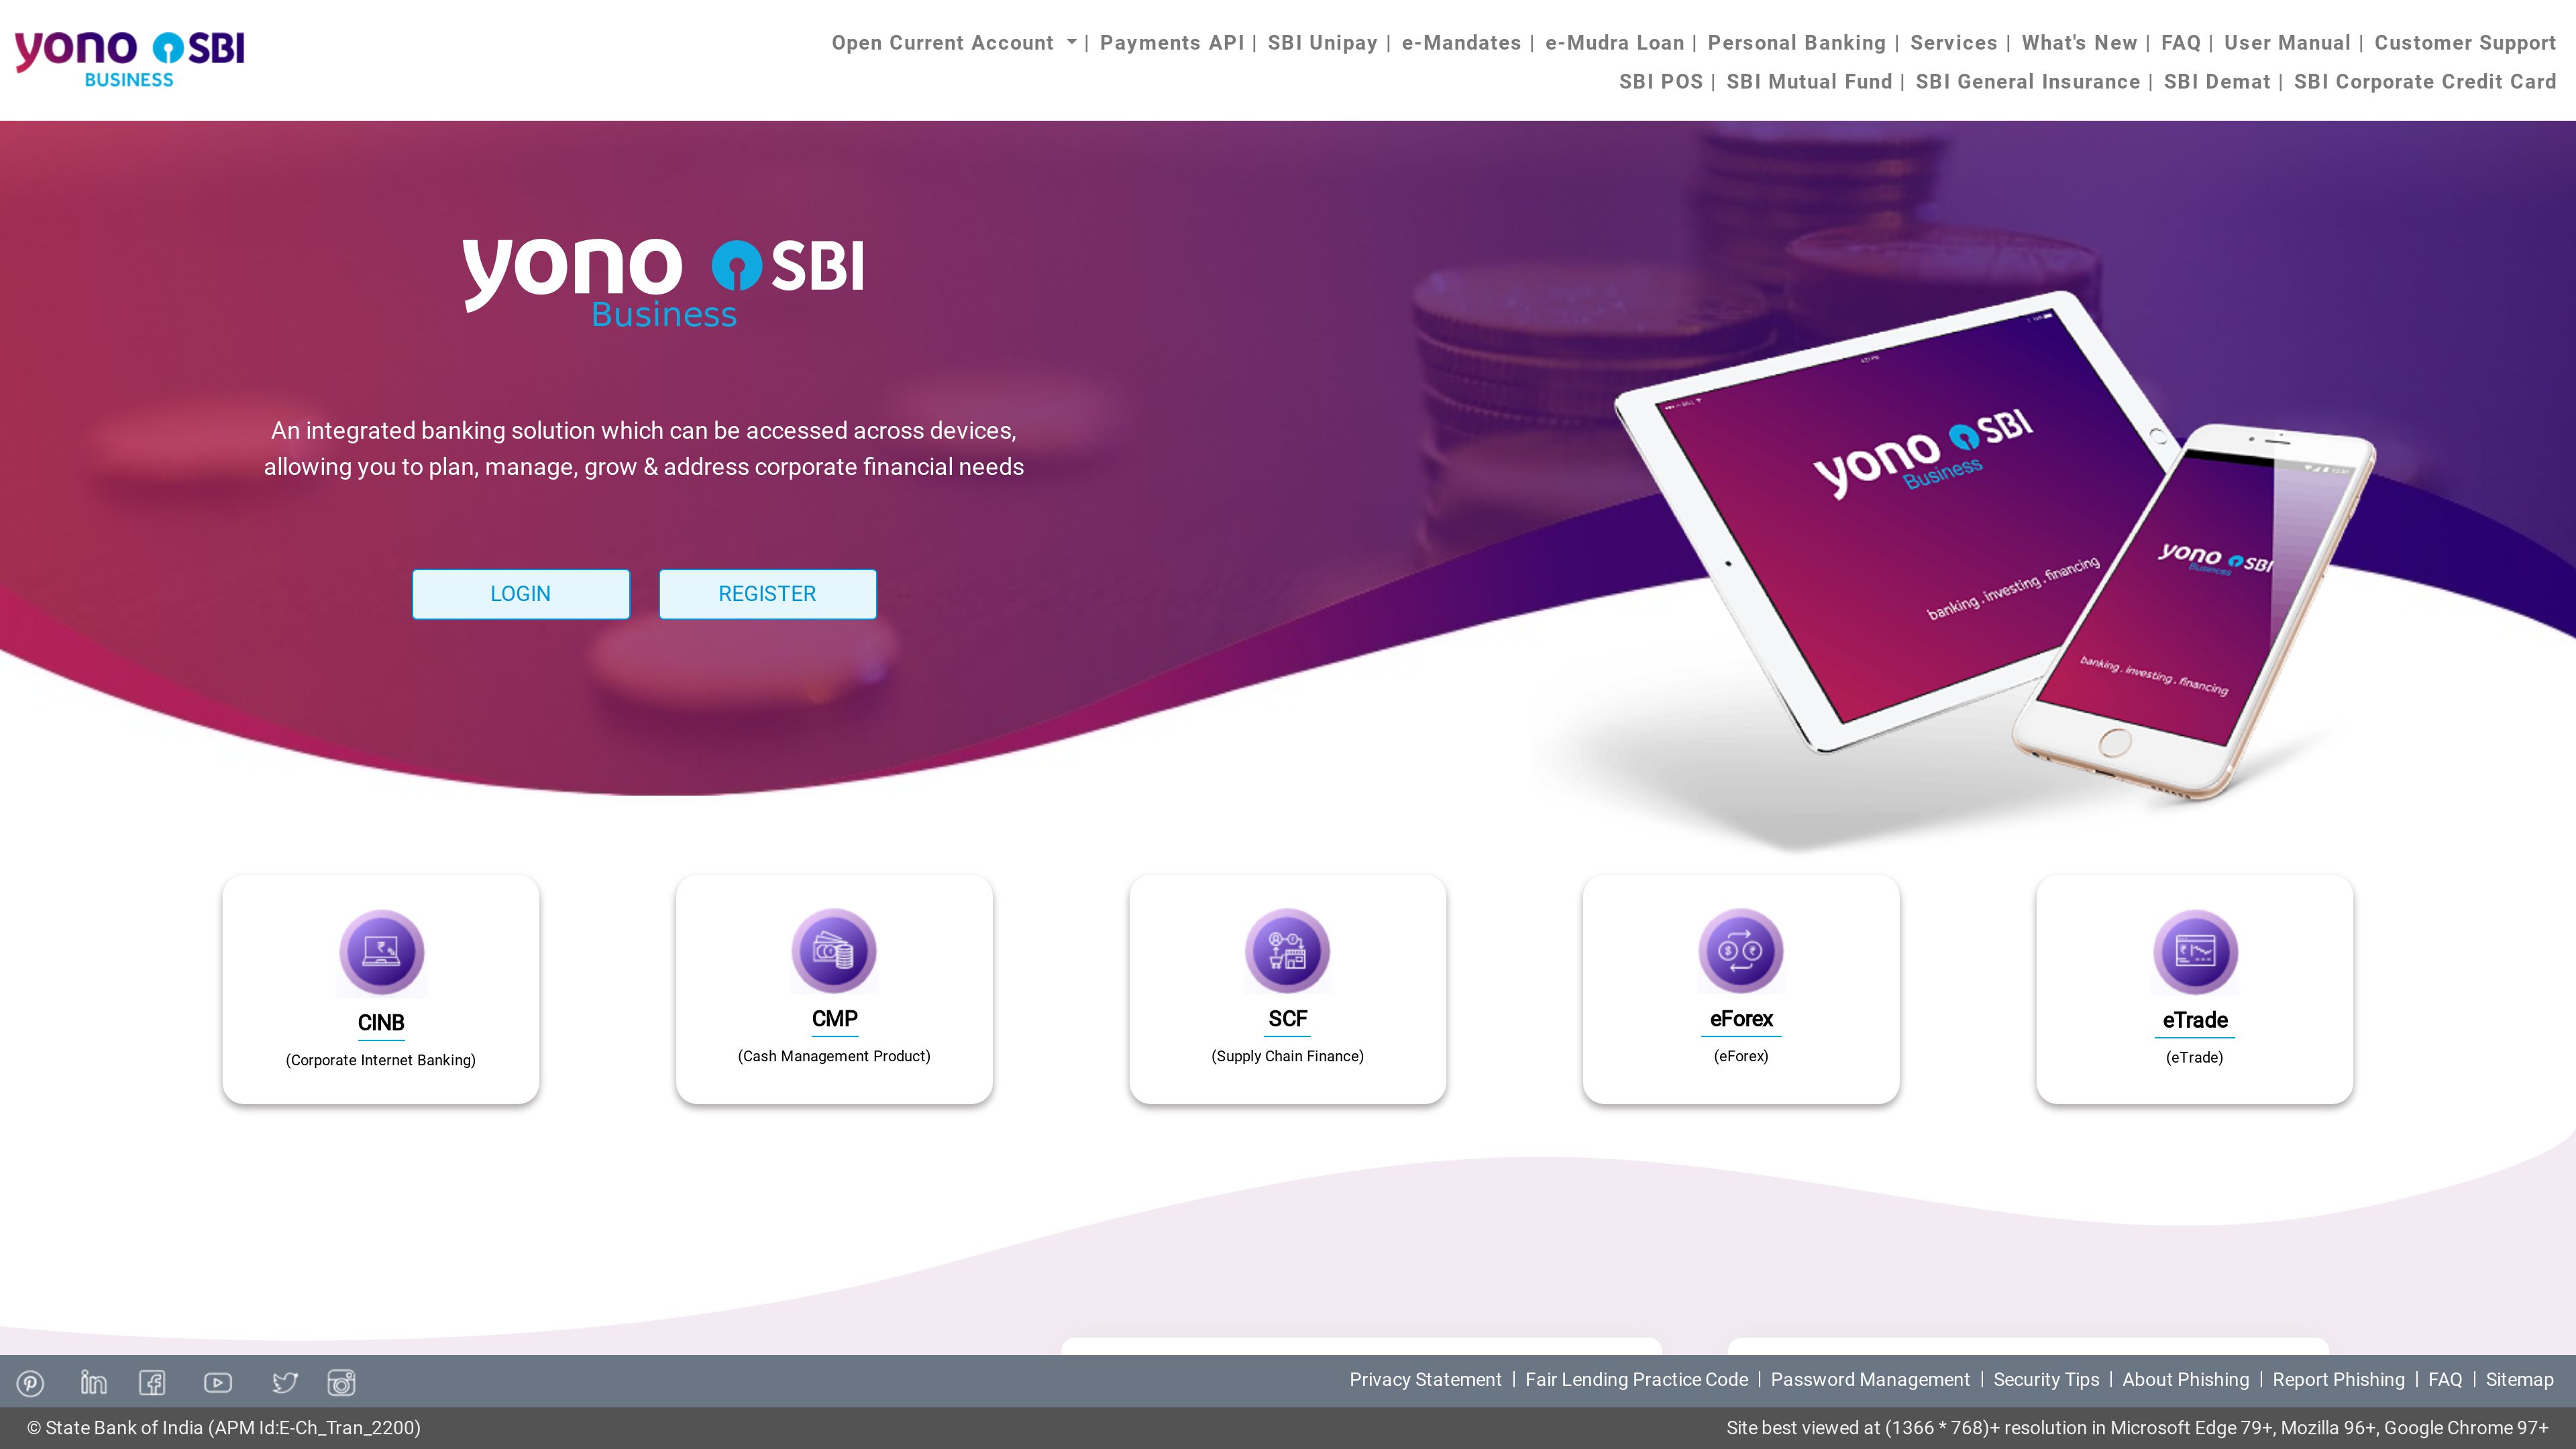 yono SBI
BUSINESS
Open Current Account | Payments API | SBI Unipay | e-Mandates | e-Mudra Loan | Personal Banking | Services | What's New | FAQ | User Manual | Customer Support
SBI POS | SBI Mutual Fund | SBI General Insurance | SBI Demat | SBI Corporate Credit Card
yono SBI
Business
An integrated banking solution which can be accessed across devices,
allowing you to plan, manage, grow & address corporate financial needs
LOGIN
REGISTER
yono SBI
Business
banking . investing . financing
yono SBI
Business
banking . investing . financing
CINB
(Corporate Internet Banking)
CMP
(Cash Management Product)
SCF
(Supply Chain Finance)
eForex
(eForex)
eTrade
(eTrade)
Privacy Statement | Fair Lending Practice Code | Password Management | Security Tips | About Phishing | Report Phishing | FAQ | Sitemap
© State Bank of India (APM Id:E-Ch_Tran_2200)
Site best viewed at (1366 * 768)+ resolution in Microsoft Edge 79+, Mozilla 96+, Google Chrome 97+